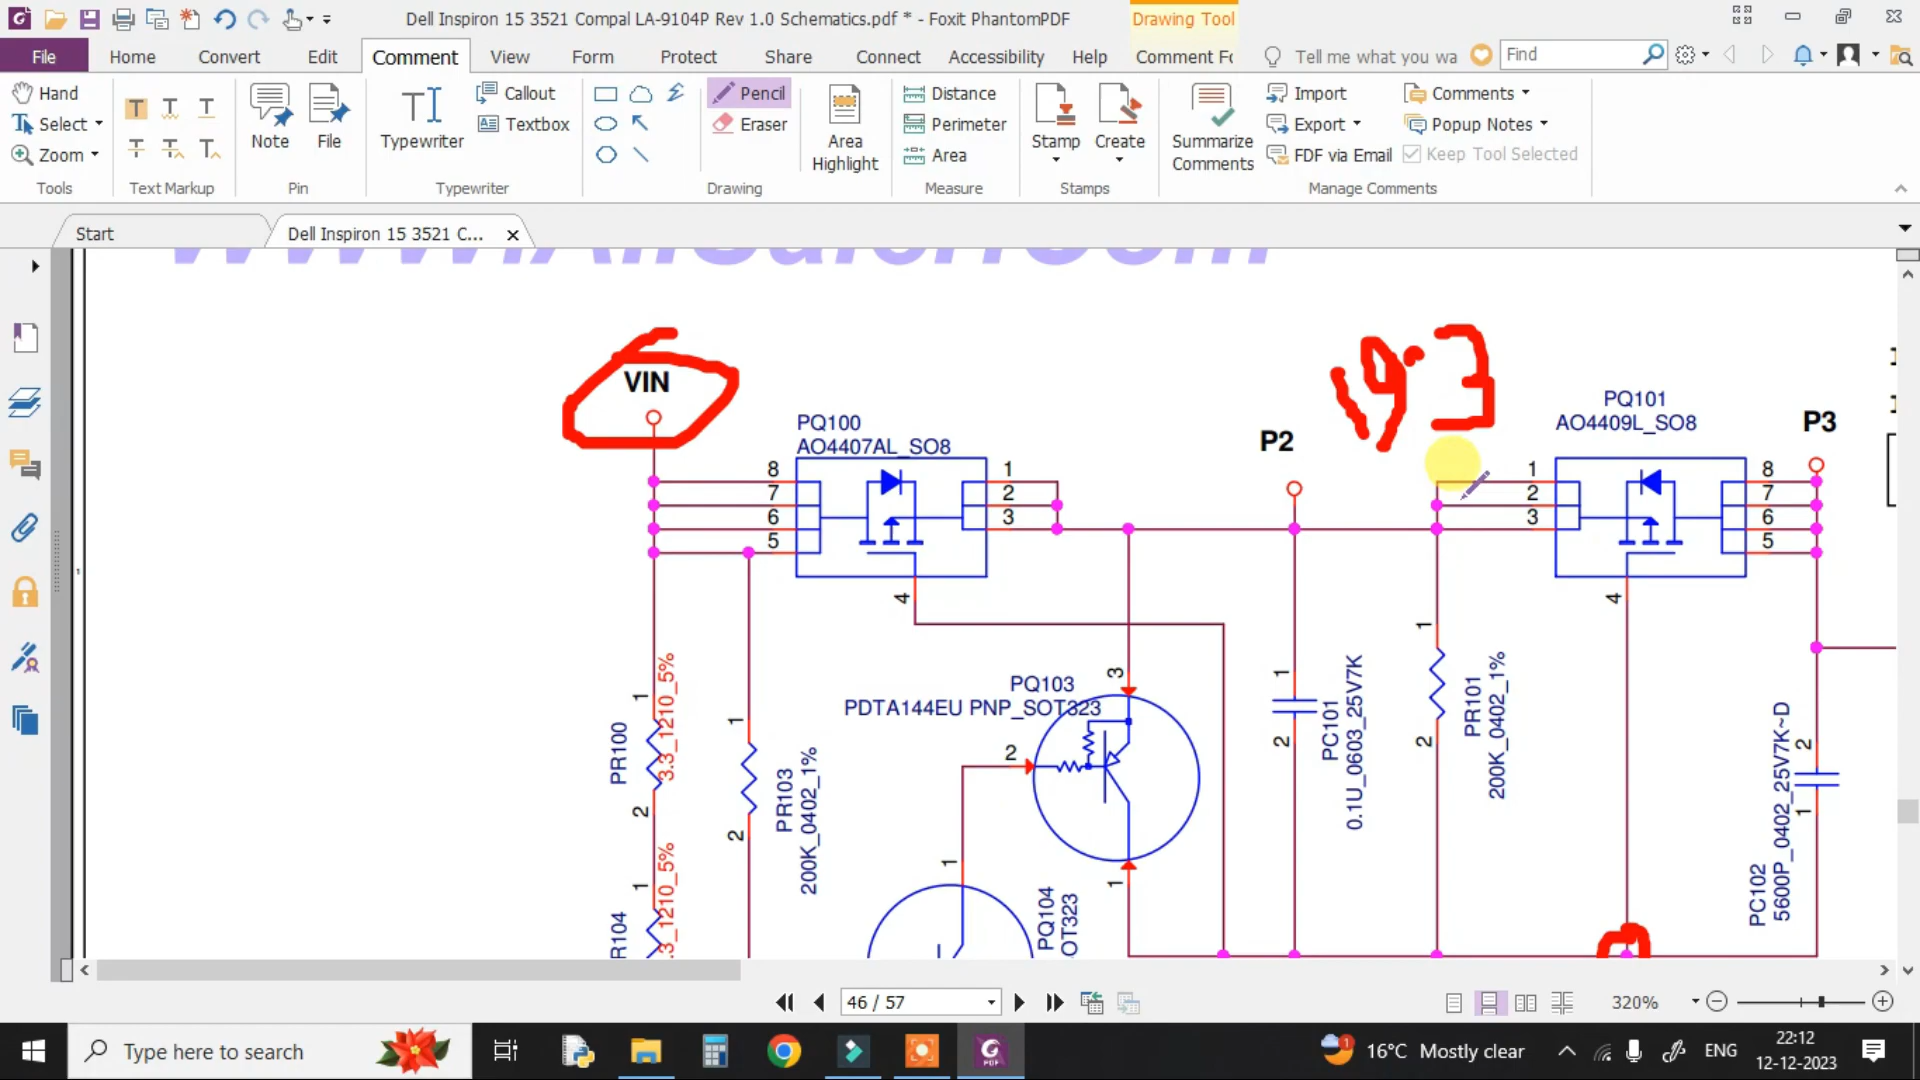 Dell Inspiron 15 3521 Compal LA-9104P Rev 1.0 Schematics.pdf * - Foxit PhantomPDF
Drawing Tool
File
Home
Convert
Edit
Comment
View
Form
Protect
Share
Connect
Accessibility
Help
Comment Fo
Tell me what you wa
Find
Hand
Select
Zoom
Tools
Text Markup
Note
File
Pin
Typewriter
Callout
Textbox
Typewriter
Pencil
Eraser
Drawing
Area
Highlight
Distance
Perimeter
Area
Measure
Stamp
Create
Stamps
Summarize
Comments
Import
Export
FDF via Email
Comments
Popup Notes
Keep Tool Selected
Manage Comments
Start
Dell Inspiron 15 3521 C...
VIN
19.3
PQ100
AO4407AL_SO8
8
7
6
5
1
2
3
4
P2
PQ101
AO4409L_SO8
1
2
3
8
7
6
5
4
P3
PR100
3.3_1210_5%
1
2
PR103
200K_0402_1%
1
2
PQ103
PDTA144EU PNP_SOT323
3
2
1
PC101
0.1U_0603_25V7K
1
2
PR101
200K_0402_1%
1
2
PC102
5600P_0402_25V7K~D
2
1
R104
.3_1210_5%
1
PQ104
OT323
1
46 / 57
320%
Type here to search
16°C Mostly clear
ENG
22:12
12-12-2023